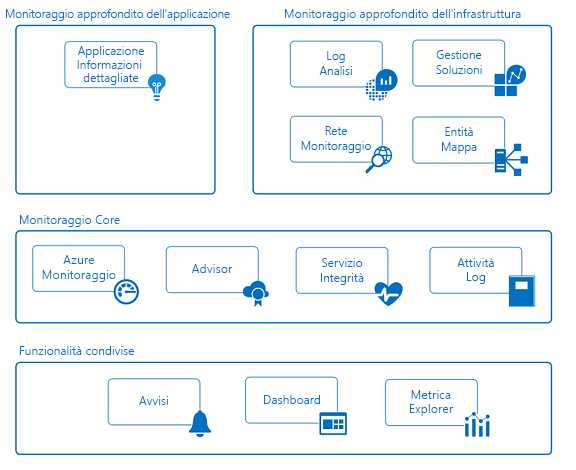 Monitoraggio approfondito dell'applicazione
Applicazione
Informazioni
dettagliate
Monitoraggio approfondito dell'infrastruttura
Log
Analisi
Gestione
Soluzioni
Rete
Monitoraggio
Entità
Mappa
Monitoraggio Core
Azure
Monitoraggio
Advisor
Servizio
Integrità
Attività
Log
Funzionalità condivise
Avvisi
Dashboard
Metrica
Explorer